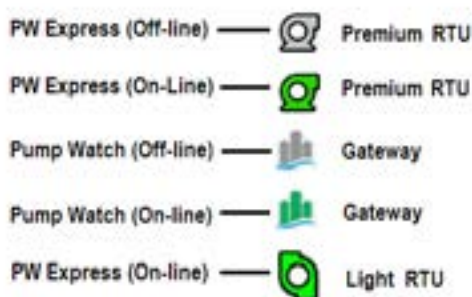 PW Express (Off-line) Premium RTU
PW Express (On-Line) Premium RTU
Pump Watch (Off-line) Gateway
Pump Watch (On-line) Gateway
PW Express (On-line) Light RTU